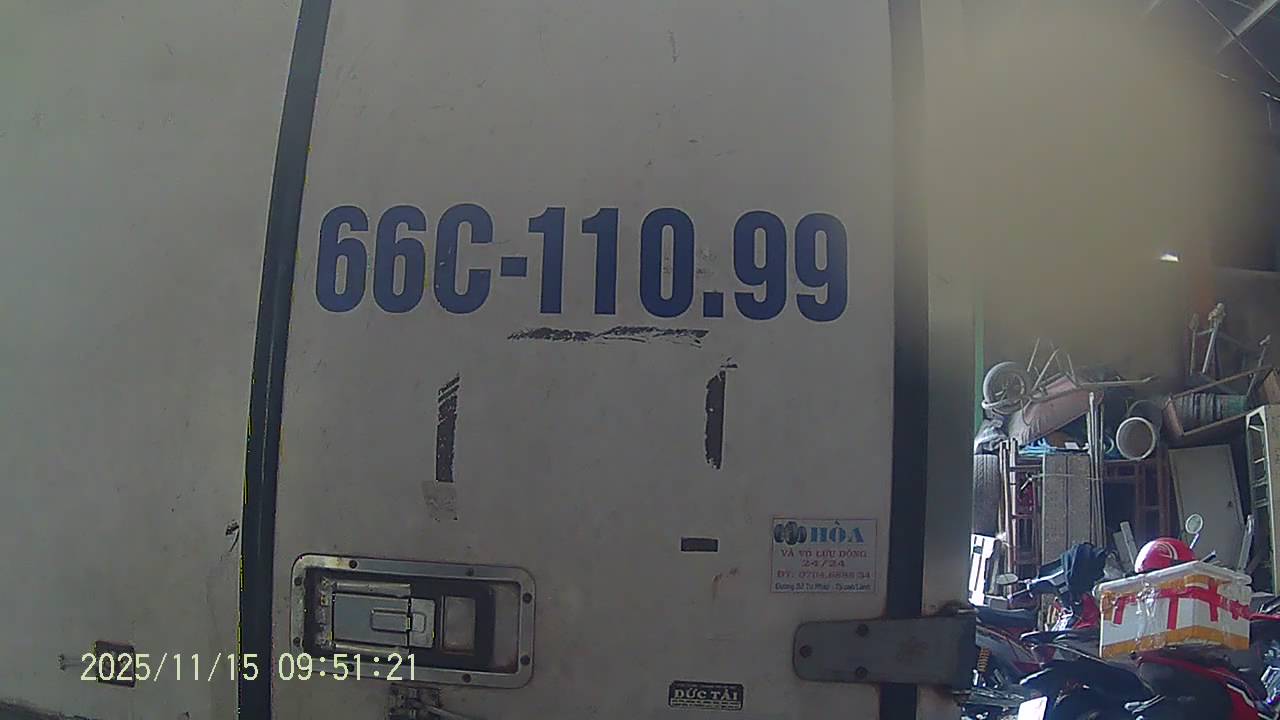 66C-110.99
HÒA
VÁ VỎ LƯU ĐỘNG
24/24
ĐỨC TÀI
2025/11/15 09:51:21